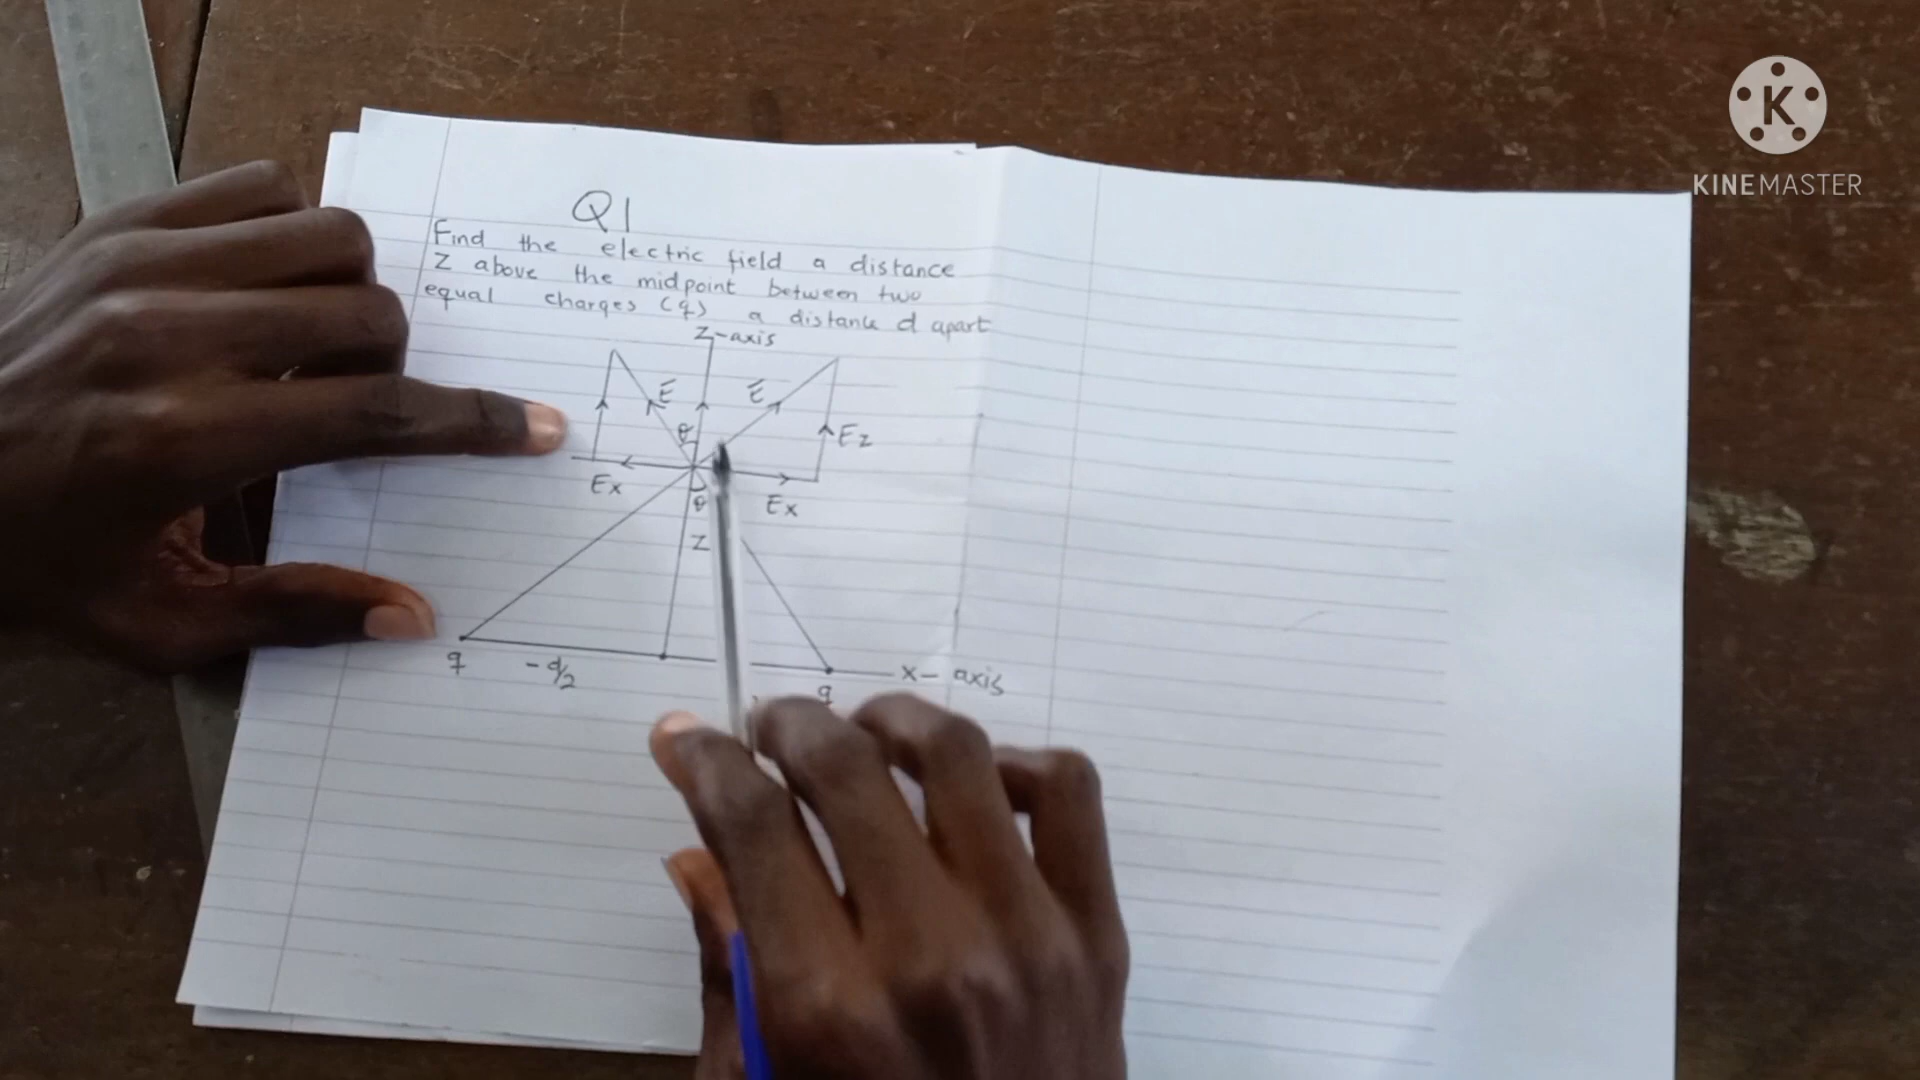 Q1
Find the electric field a distance
Z above the midpoint between two
equal charges (q) a distance d apart
Z-axis
E E
θ Ez
Ex
θ Ex
Z
q -d/2 q x- axis
K
KINEMASTER